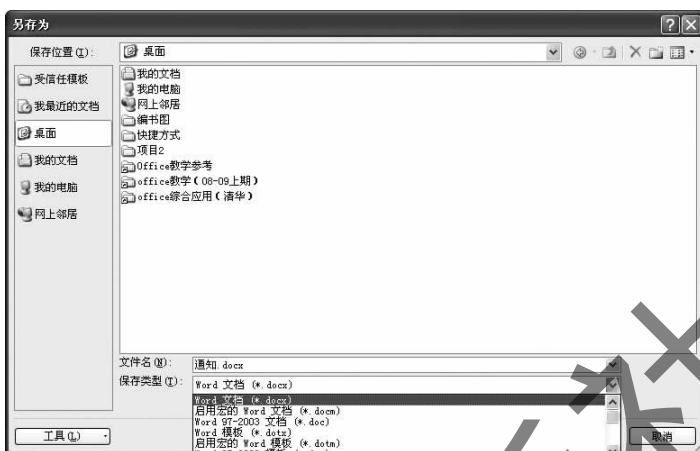 另存为
保存位置(I):
桌面
受信任模板
我最近的文档
桌面
我的文档
我的电脑
网上邻居
我的文档
我的电脑
网上邻居
编书图
快捷方式
项目2
Office教学参考
office教学(08-09上期)
office综合应用(清华)
文件名(N):
通知.docx
保存类型(T):
Word 文档 (*.docx)
Word 文档 (*.docx)
启用宏的 Word 文档 (*.docm)
Word 97-2003 文档 (*.doc)
Word 模板 (*.dotx)
启用宏的 Word 模板 (*.dotm)
工具(L)
取消